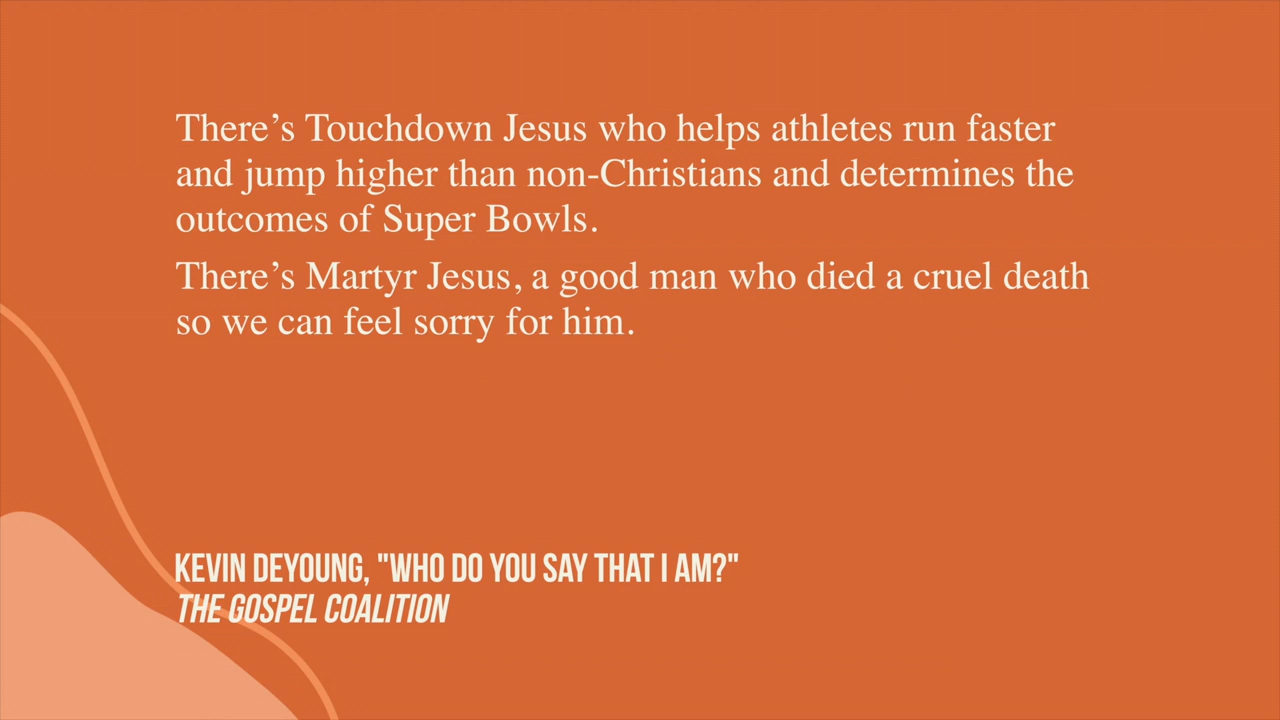 There’s Touchdown Jesus who helps athletes run faster
and jump higher than non-Christians and determines the
outcomes of Super Bowls.
There’s Martyr Jesus, a good man who died a cruel death
so we can feel sorry for him.
KEVIN DEYOUNG, "WHO DO YOU SAY THAT I AM?"
THE GOSPEL COALITION